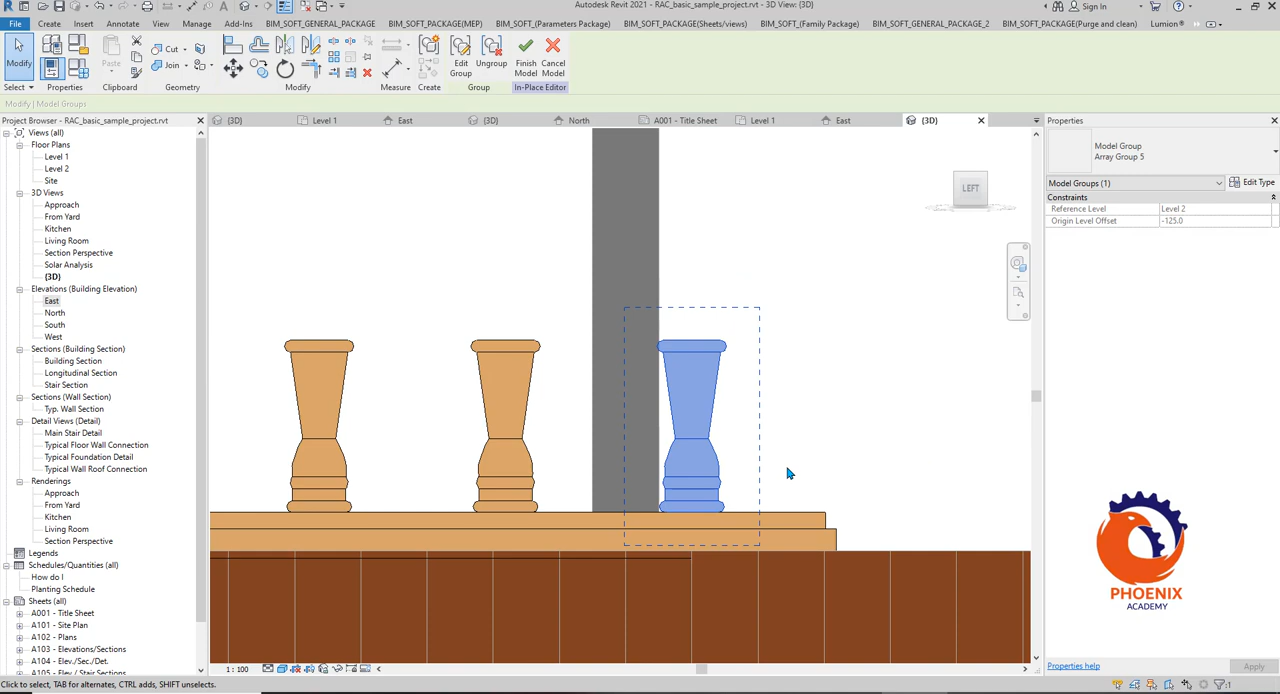 Autodesk Revit 2021 - RAC_basic_sample_project.rvt - 3D View: {3D}
Sign In
File Create Insert Annotate View Manage Add-Ins BIM_SOFT_GENERAL_PACKAGE BIM_SOFT_PACKAGE(MEP) BIM_SOFT_(Parameters Package) BIM_SOFT_PACKAGE(Sheets/views) BIM_SOFT_(Family Package) BIM_SOFT_GENERAL_PACKAGE_2 BIM_SOFT_PACKAGE(Purge and clean) Lumion®
Modify Paste Cut Join Edit Group Ungroup Finish Model Cancel Model
Select Properties Clipboard Geometry Modify Measure Create Group In-Place Editor
Modify | Model Groups
Project Browser - RAC_basic_sample_project.rvt
{3D} Level 1 East {3D} North A001 - Title Sheet Level 1 East {3D}
Properties
Views (all)
Floor Plans
Level 1
Level 2
Site
3D Views
Approach
From Yard
Kitchen
Living Room
Section Perspective
Solar Analysis
{3D}
Elevations (Building Elevation)
East
North
South
West
Sections (Building Section)
Building Section
Longitudinal Section
Stair Section
Sections (Wall Section)
Typ. Wall Section
Detail Views (Detail)
Main Stair Detail
Typical Floor Wall Connection
Typical Foundation Detail
Typical Wall Roof Connection
Renderings
Approach
From Yard
Kitchen
Living Room
Section Perspective
Legends
Schedules/Quantities (all)
How do I
Planting Schedule
Sheets (all)
A001 - Title Sheet
A101 - Site Plan
A102 - Plans
A103 - Elevations/Sections
A104 - Elev./Sec./Det.
A105 - Elev./ Stair Sections
LEFT
Model Group
Array Group 5
Model Groups (1)
Edit Type
Constraints
Reference Level Level 2
Origin Level Offset -125.0
PHOENIX
ACADEMY
1 : 100
Properties help
Apply
Click to select, TAB for alternates, CTRL adds, SHIFT unselects.
:1